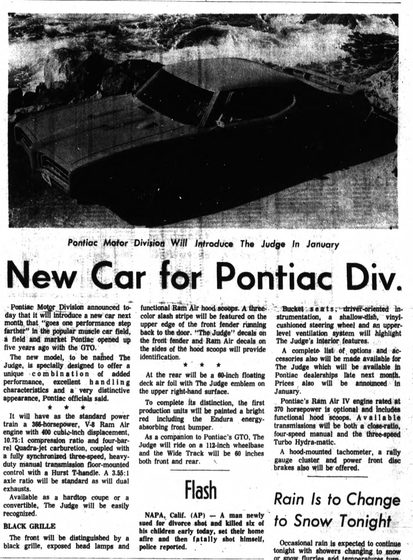 Pontiac Motor Division Will Introduce The Judge In January
New Car for Pontiac Div.
Pontiac Motor Division announced to-
day that it will introduce a new car next
month that "goes one performance step
farther" in the popular muscle car field,
a field and market Pontiac opened up
five years ago with the GTO.
The new model, to be named The
Judge, is specially designed to offer a
unique combination of added
performance, excellent handling
characteristics and a very distinctive
appearance, Pontiac officials said.
* * *
It will have as the standard power
train a 366-horsepower, V-8 Ram Air
engine with 400 cubic-inch displacement,
10.75:1 compression ratio and four-bar-
rel Quadra-jet carburetion, coupled with
a fully synchronized three-speed, heavy-
duty manual transmission floor-mounted
control with a Hurst T-handle. A 3.55:1
axle ratio will be standard as will dual
exhausts.
Available as a hardtop coupe or a
convertible, The Judge will be easily
recognized.
BLACK GRILLE
The front will be distinguished by a
black grille, exposed head lamps and
functional Ram Air hood scoops. A three-
color slash stripe will be featured on the
upper edge of the front fender running
back to the door. "The Judge" decals on
the front fender and Ram Air decals on
the sides of the hood scoops will provide
identification.
* * *
At the rear will be a 60-inch floating
deck air foil with The Judge emblem on
the upper right-hand surface.
To complete its distinction, the first
production units will be painted a bright
red including the Endura energy-
absorbing front bumper.
As a companion to Pontiac's GTO, The
Judge will ride on a 112-inch wheelbase
and the Wide Track will be 60 inches
both front and rear.
Flash
NAPA, Calif. (AP) — A man newly
sued for divorce shot and killed six of
his children early today, set their home
afire and then fatally shot himself,
police reported.
Bucket seats, driver-oriented in-
strumentation, a shallow-dish, vinyl-
cushioned steering wheel and an upper-
level ventilation system will highlight
The Judge's interior features.
A complete list of options and ac-
cessories also will be made available for
The Judge which will be available in
Pontiac dealerships late next month.
Prices also will be announced in
January.
Pontiac's Ram Air IV engine rated at
370 horsepower is optional and includes
functional hood scoops. Available
transmissions will be both a close-ratio,
four-speed manual and the three-speed
Turbo Hydra-matic.
A hood-mounted tachometer, a rally
gauge cluster and power front disc
brakes also will be offered.
Rain Is to Change
to Snow Tonight
Occasional rain is expected to continue
tonight with showers changing to snow
or snow flurries and temperatures turn-